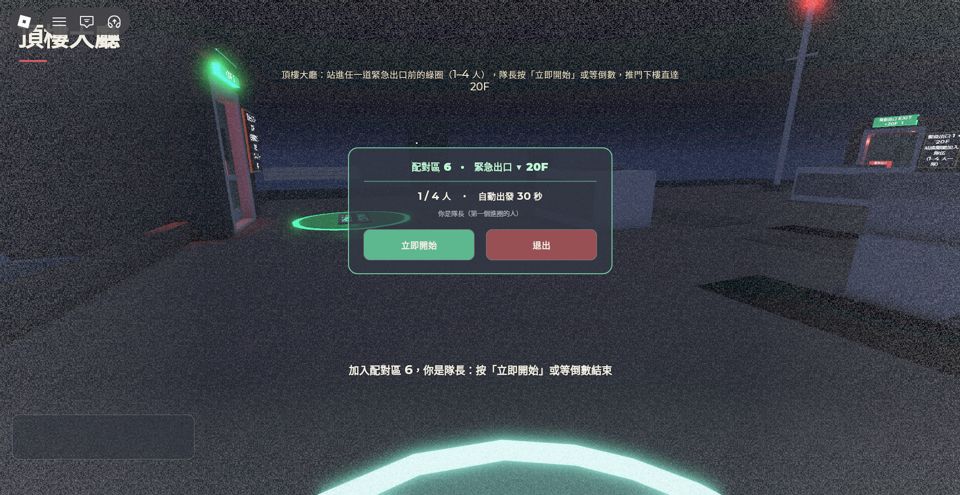 頂樓大廳
頂樓大廳：站進任一道緊急出口前的綠圈（1–4 人），隊長按「立即開始」或等倒數，推門下樓直達
20F
配對區 6 • 緊急出口 ▼ 20F
1 / 4 人 • 自動出發 30 秒
你是隊長（第一個進圈的人）
立即開始
退出
加入配對區 6，你是隊長：按「立即開始」或等倒數結束